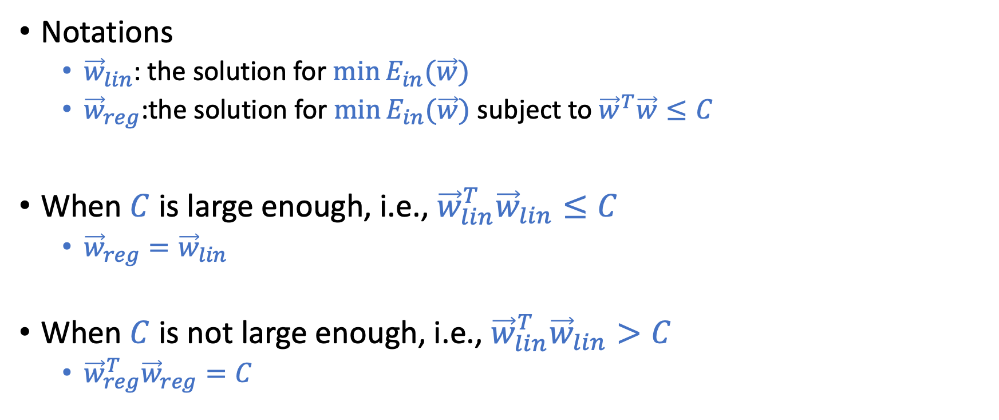 • Notations
• $\vec{w}_{lin}$: the solution for $\min E_{in}(\vec{w})$
• $\vec{w}_{reg}$:the solution for $\min E_{in}(\vec{w})$ subject to $\vec{w}^T\vec{w} \leq C$
• When $C$ is large enough, i.e., $\vec{w}_{lin}^T\vec{w}_{lin} \leq C$
• $\vec{w}_{reg} = \vec{w}_{lin}$
• When $C$ is not large enough, i.e., $\vec{w}_{lin}^T\vec{w}_{lin} > C$
• $\vec{w}_{reg}^T\vec{w}_{reg} = C$